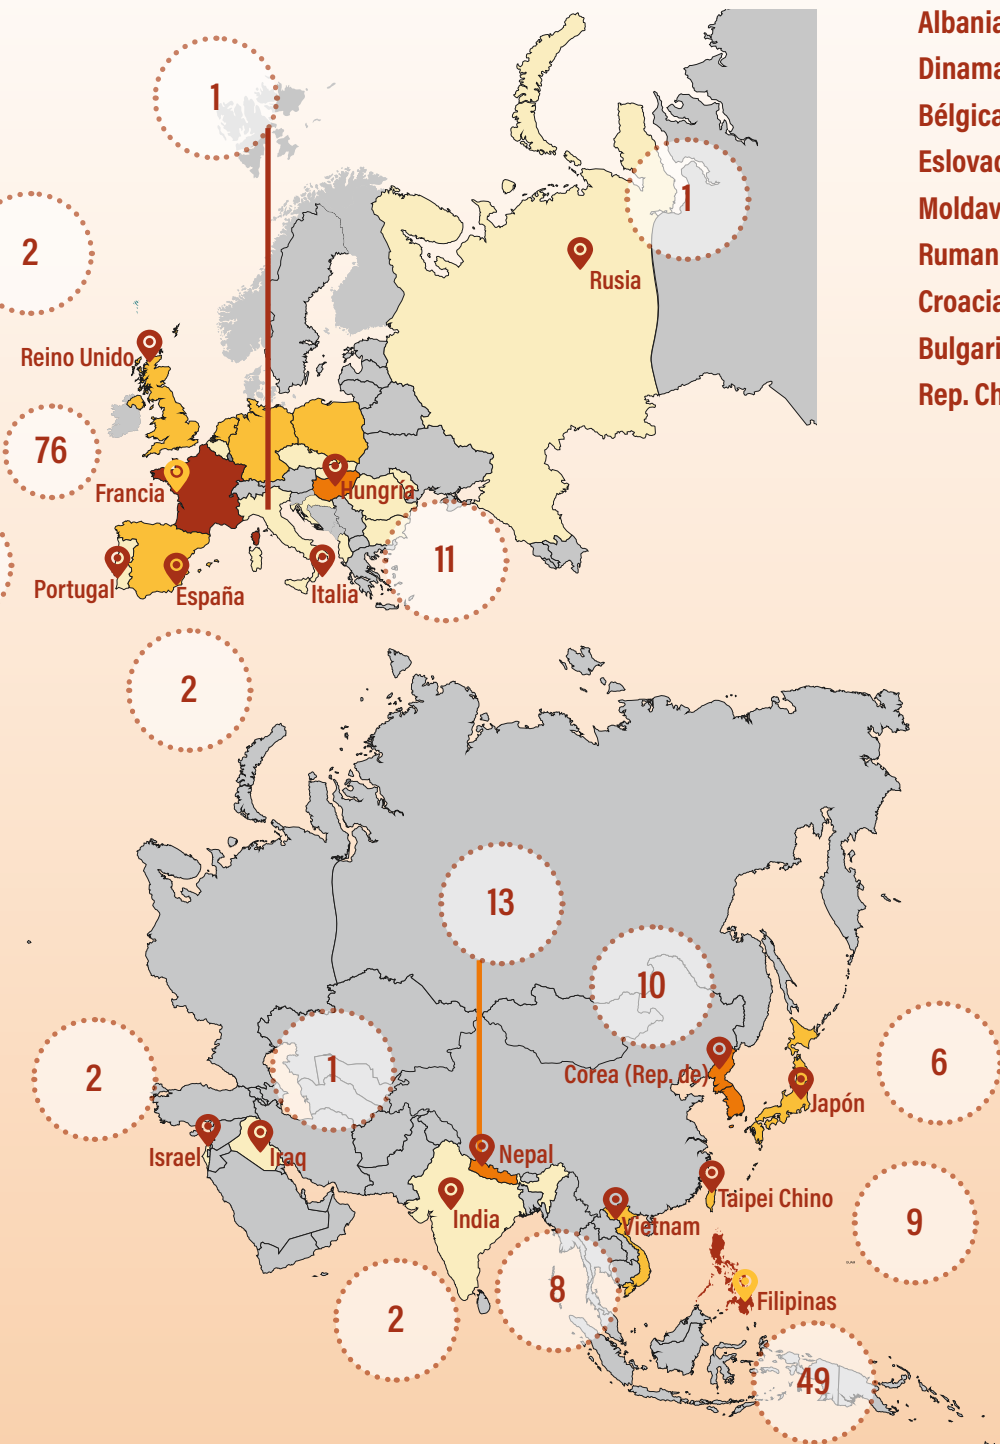 Albania
Dinama
1
Bélgica
Eslovac
1
Moldav
2
Ruman
Rusia
Croacia
Reino Unido
Bulgari
Rep. Ch
76
Francia
Hungría
11
Portugal
España
Italia
2
13
10
Corea (Rep. de)
6
2
1
Japón
Israel
Iraq
Nepal
Taipei Chino
India
Vietnam
9
8
Filipinas
2
49